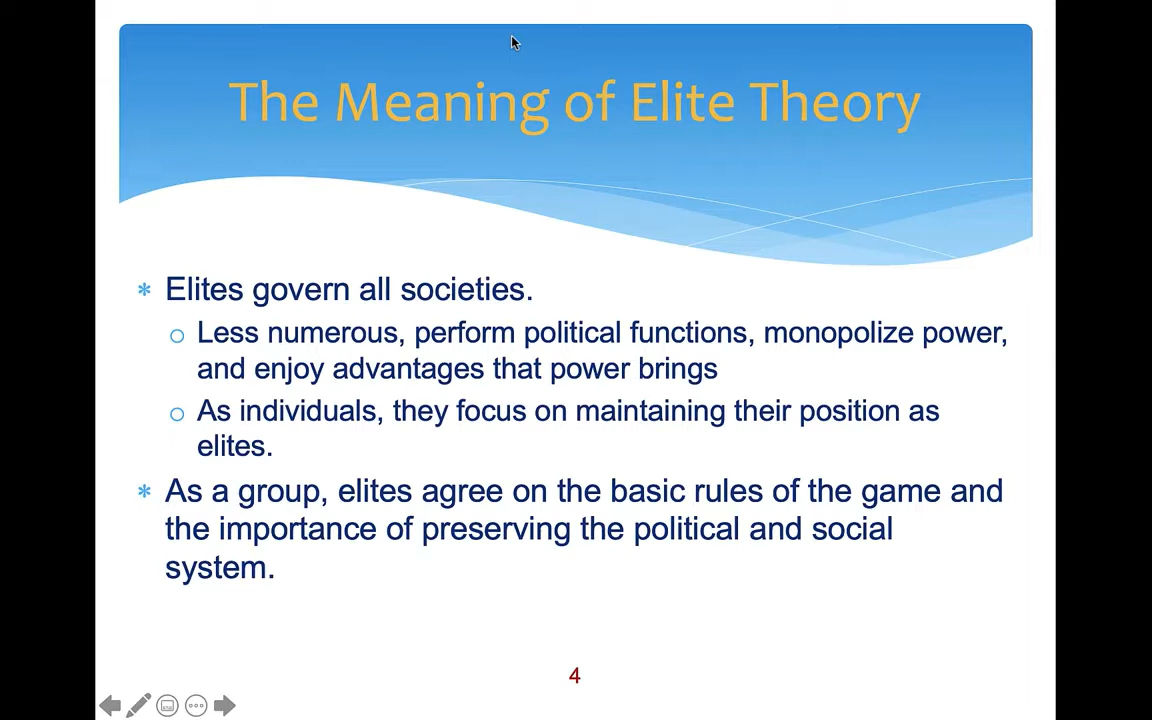 The Meaning of Elite Theory
* Elites govern all societies.
o Less numerous, perform political functions, monopolize power,
and enjoy advantages that power brings
o As individuals, they focus on maintaining their position as
elites.
* As a group, elites agree on the basic rules of the game and
the importance of preserving the political and social
system.
4